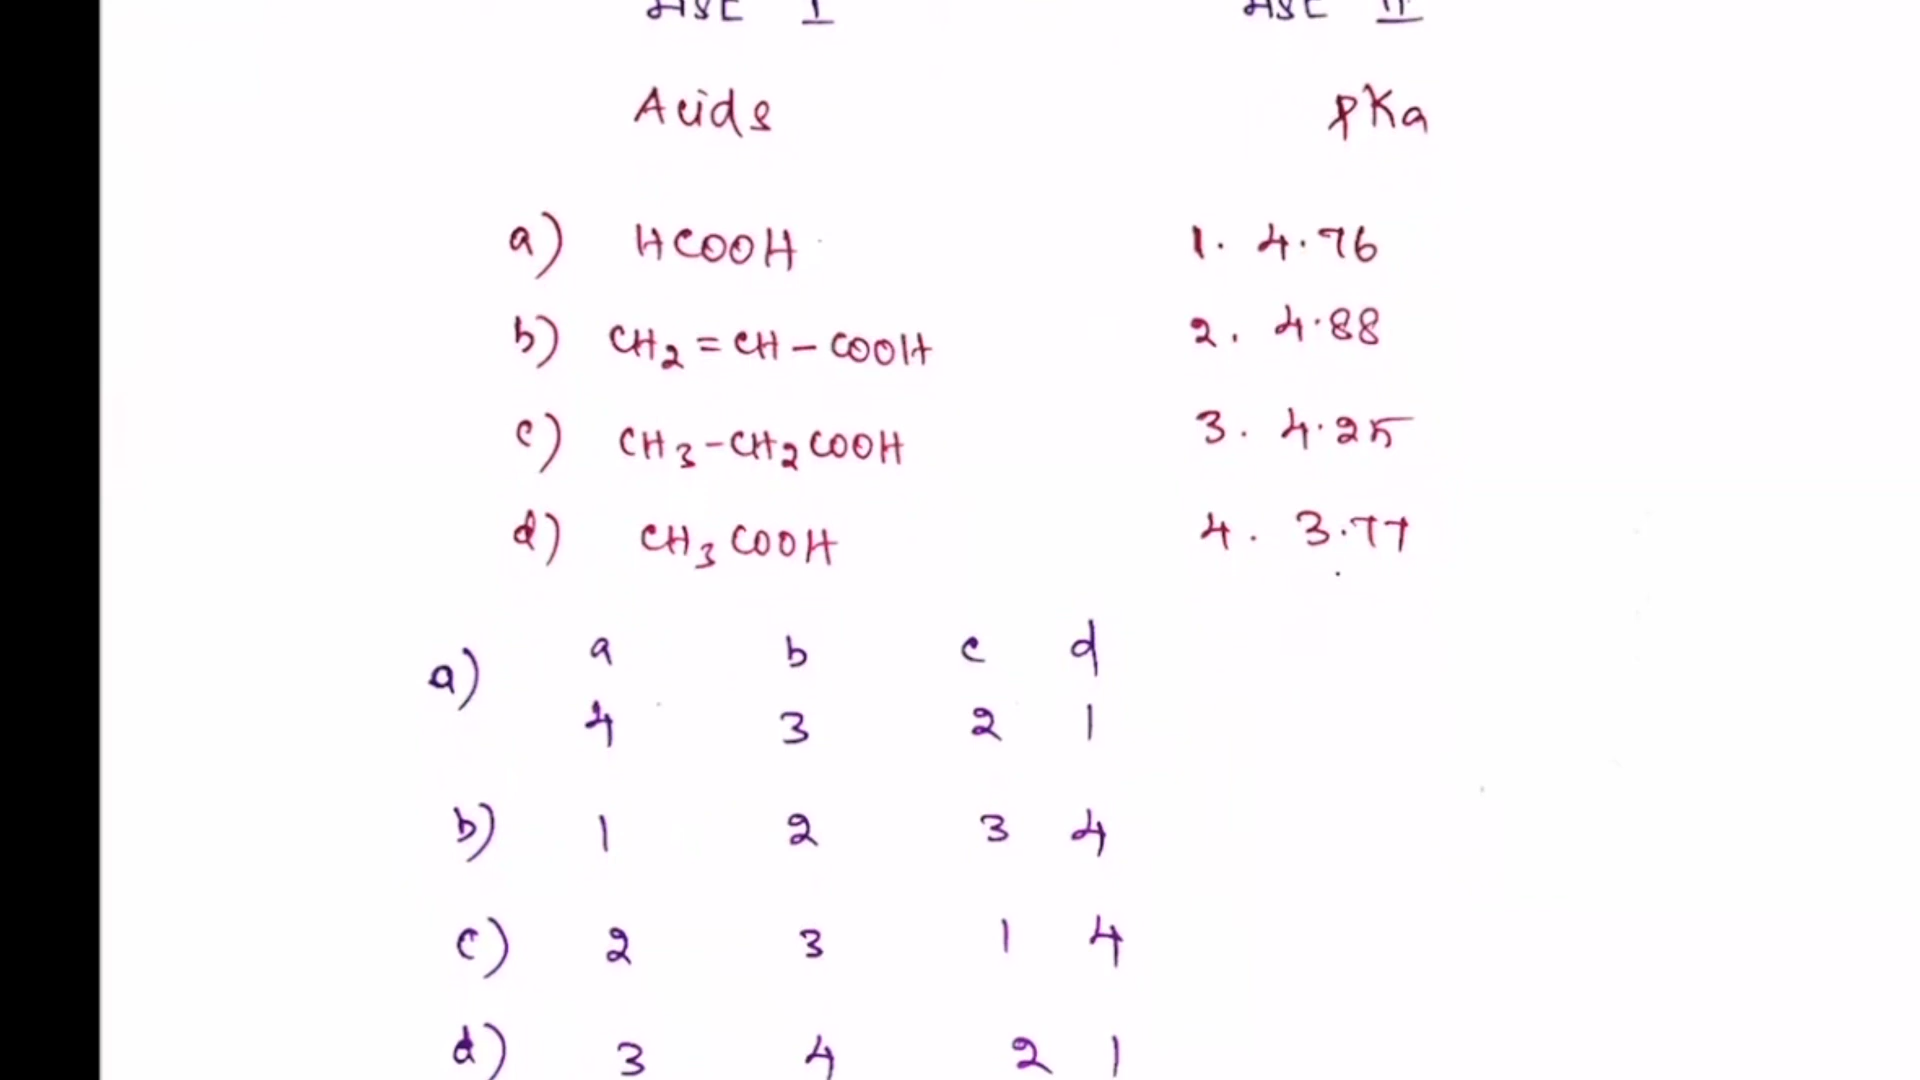 Acids pKa
a) HCOOH 1. 4.76
b) CH₂ = CH – COOH 2. 4.88
c) CH₃–CH₂COOH 3. 4.25
d) CH₃COOH 4. 3.77
a) a b c d
4 3 2 1
b) 1 2 3 4
c) 2 3 1 4
d) 3 4 2 1